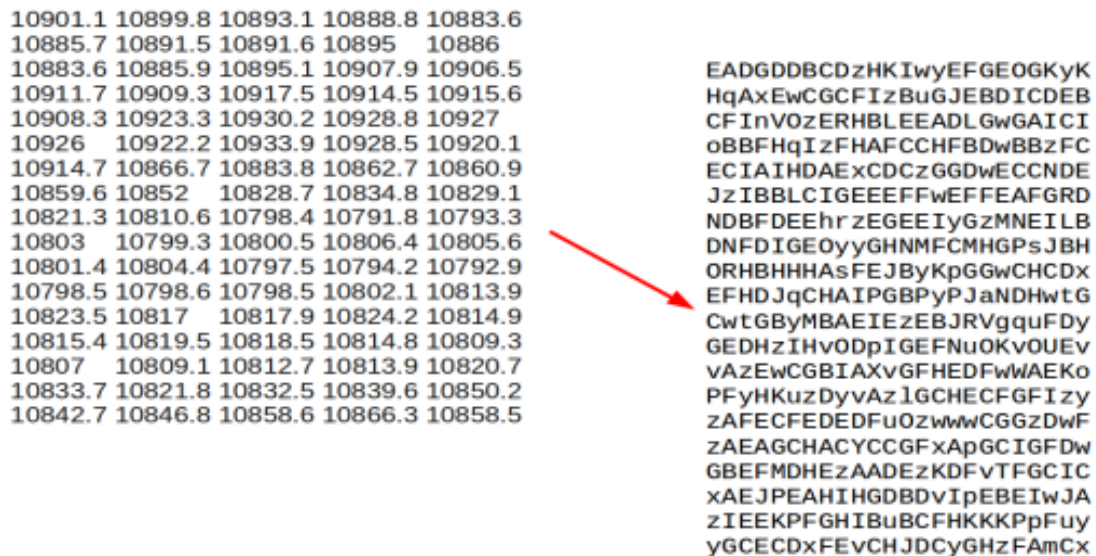 10901.1 10899.8 10893.1 10888.8 10883.6
10885.7 10891.5 10891.6 10895 10886
10883.6 10885.9 10895.1 10907.9 10906.5
10911.7 10909.3 10917.5 10914.5 10915.6
10908.3 10923.3 10930.2 10928.8 10927
10926 10922.2 10933.9 10928.5 10920.1
10914.7 10866.7 10883.8 10862.7 10860.9
10859.6 10852 10828.7 10834.8 10829.1
10821.3 10810.6 10798.4 10791.8 10793.3
10803 10799.3 10800.5 10806.4 10805.6
10801.4 10804.4 10797.5 10794.2 10792.9
10798.5 10798.6 10798.5 10802.1 10813.9
10823.5 10817 10817.9 10824.2 10814.9
10815.4 10819.5 10818.5 10814.8 10809.3
10807 10809.1 10812.7 10813.9 10820.7
10833.7 10821.8 10832.5 10839.6 10850.2
10842.7 10846.8 10858.6 10866.3 10858.5
EADGDDBCDzHKIwyEFGEOGKyK
HqAxEwCGCFIzBuGJEBDICDEB
CFInVOzERHBLEEADLGwGAICI
oBBFHqIzFHAFCCHFBDwBBzFC
ECIAIHDAExCDCzGGDwECCNDE
JzIBBLCIGEEEFFwEFFEAFGRD
NDBFDEEhrzEGEEIyGzMNEILB
DNFDIGEOyyGHNMFCMHGPsJBH
ORHBHHHAsFEJByKpGGwCHCDx
EFHDJqCHAIPGBPyPJaNDHwtG
CwtGByMBAEIEzEBJRVgquFDy
GEDHzIHvODpIGEFNuOKvOUEv
vAzEwCGBIAXvGFHEDFwWAEKo
PFyHKuzDyvAzlGCHECFGFIzy
zAFECFEDEDFuOzwwwCGGzDwF
zAEAGCHACYCCGFxApGCIGFDw
GBEFMDHEzAADEzKDFvTFGCIC
xAEJPEAHIHGDBDvIpEBEIwJA
zIEEKPFGHIBuBCFHKKKPpFuy
yGCECDxFEvCHJDCyGHzFAmCx